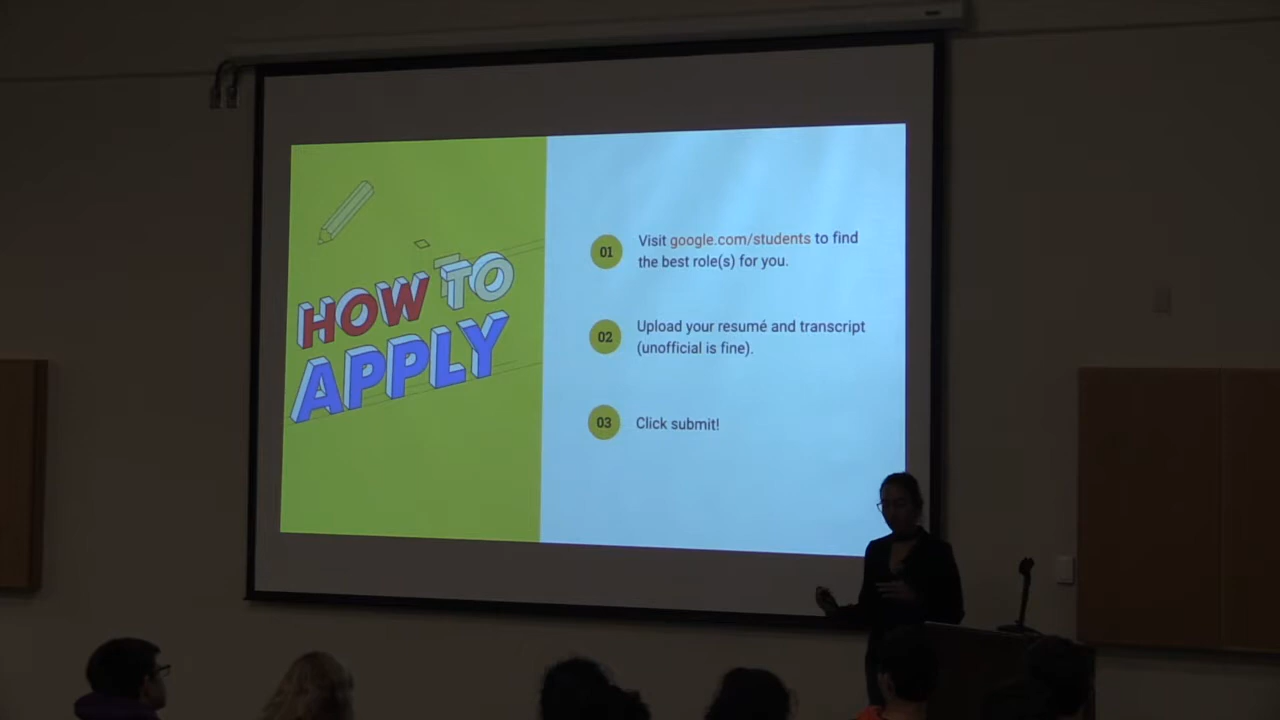 HOW TO
APPLY
01
Visit google.com/students to find
the best role(s) for you.
02
Upload your resumé and transcript
(unofficial is fine).
03
Click submit!